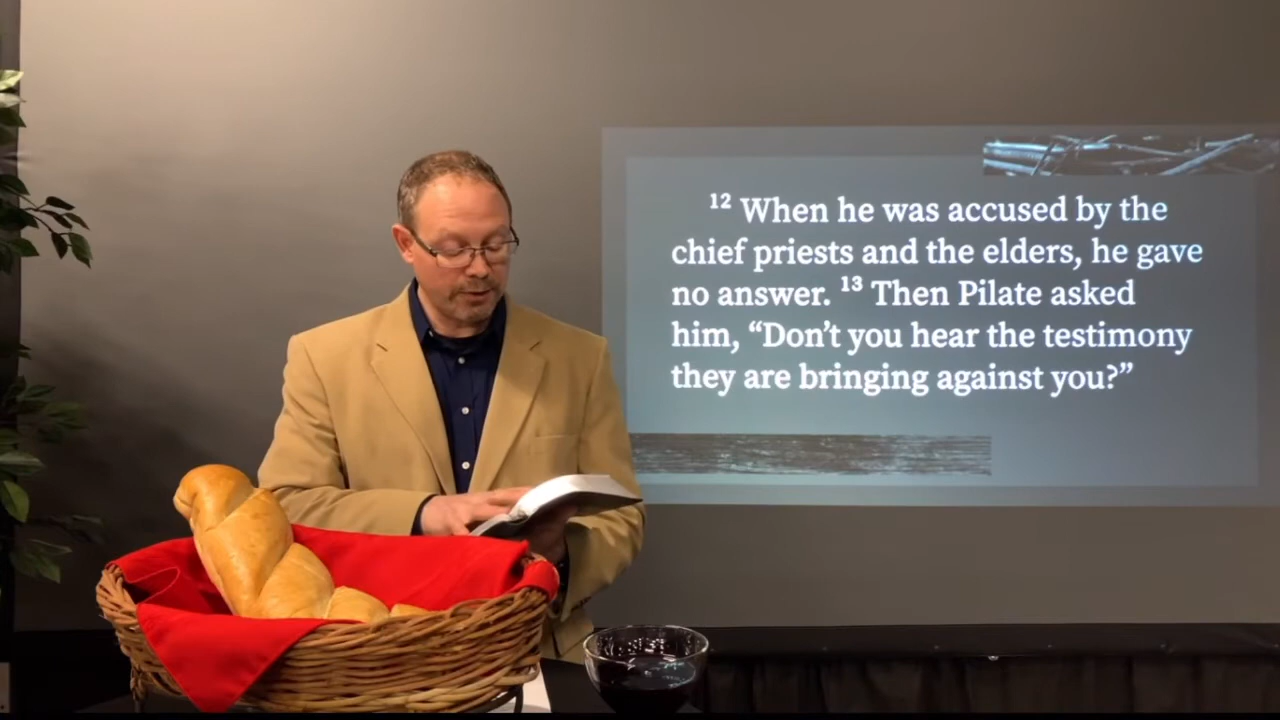 ¹² When he was accused by the
chief priests and the elders, he gave
no answer. ¹³ Then Pilate asked
him, “Don’t you hear the testimony
they are bringing against you?”